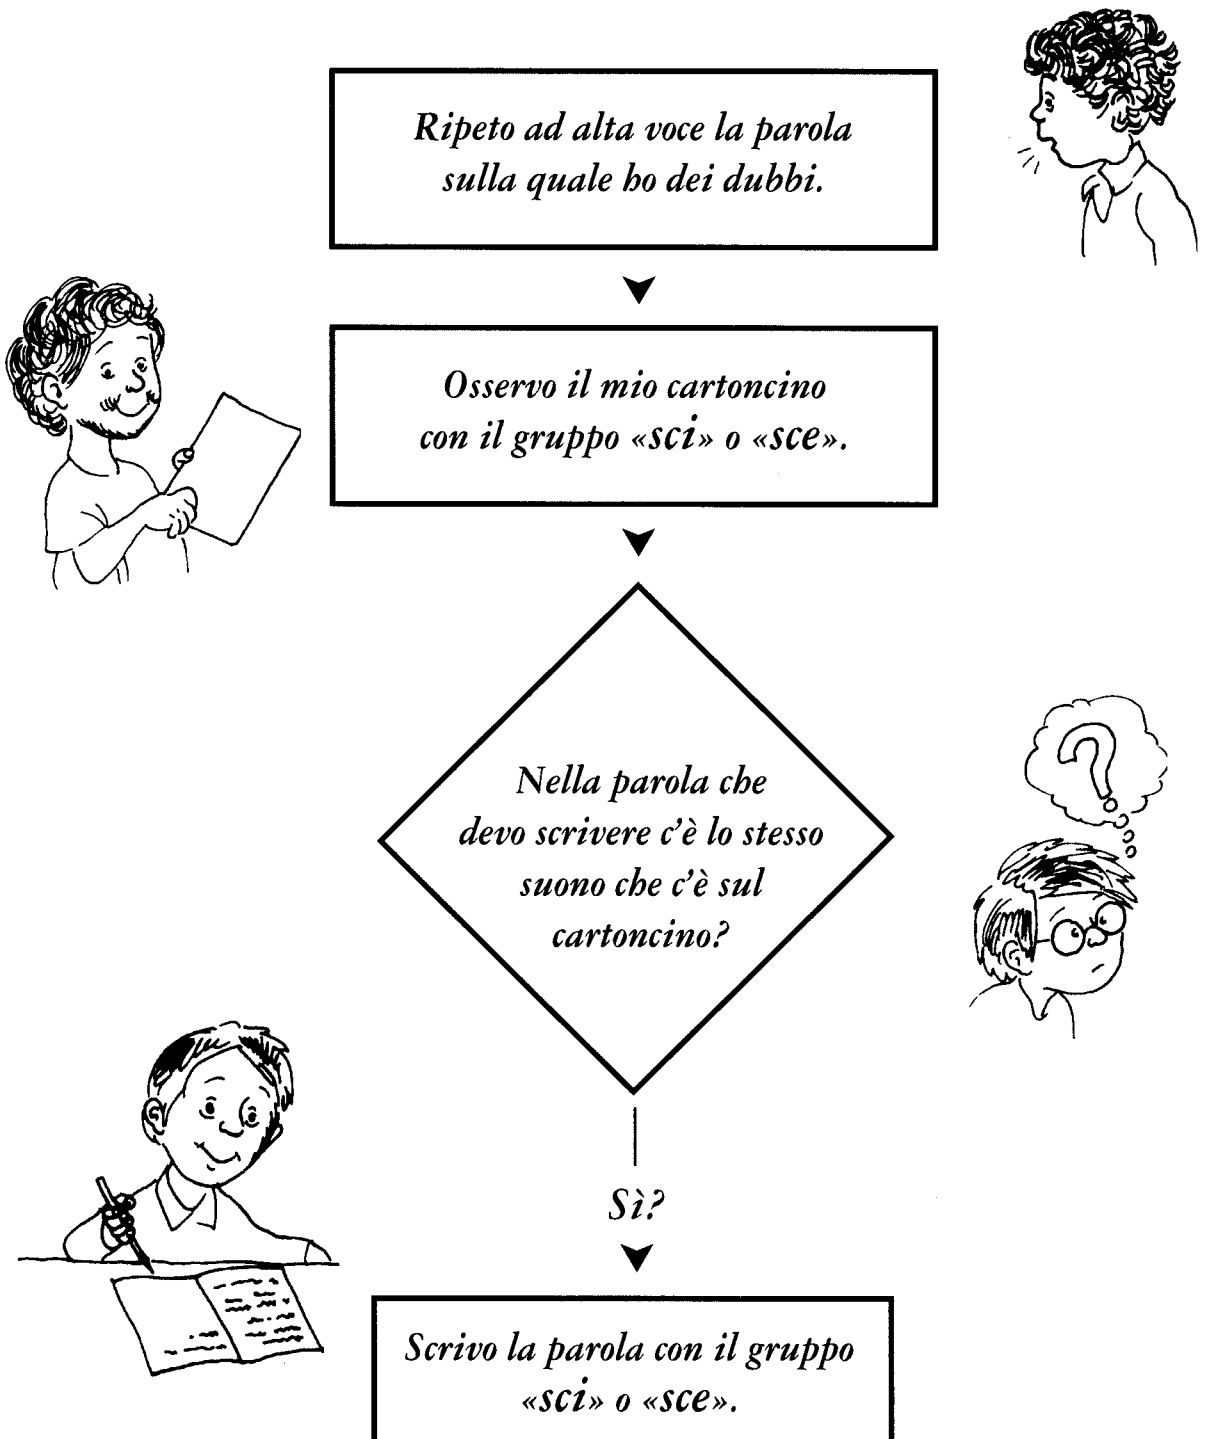 Ripeto ad alta voce la parola
sulla quale ho dei dubbi.
Osservo il mio cartoncino
con il gruppo «sci» o «sce».
?
Nella parola che
devo scrivere c'è lo stesso
suono che c'è sul
cartoncino?
Sì?
Scrivo la parola con il gruppo
«sci» o «sce».